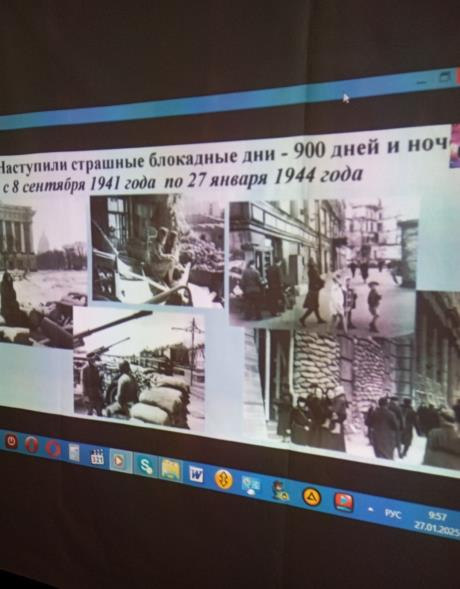 Наступили страшные блокадные дни - 900 дней и ноч
с 8 сентября 1941 года по 27 января 1944 года
321
S
W
РУС
9:57
27.01.2025